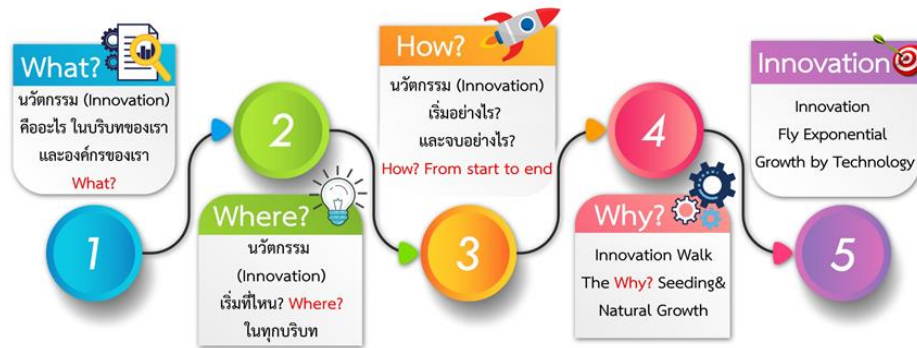 What?
นวัตกรรม (Innovation)
คืออะไร ในบริบทของเรา
และองค์กรของเรา
What?
1
2
Where?
นวัตกรรม
(Innovation)
เริ่มที่ไหน? Where?
ในทุกบริบท
How?
นวัตกรรม (Innovation)
เริ่มอย่างไร?
และจบอย่างไร?
How? From start to end
3
4
Why?
Innovation Walk
The Why? Seeding&
Natural Growth
Innovation
Innovation
Fly Exponential
Growth by Technology
5